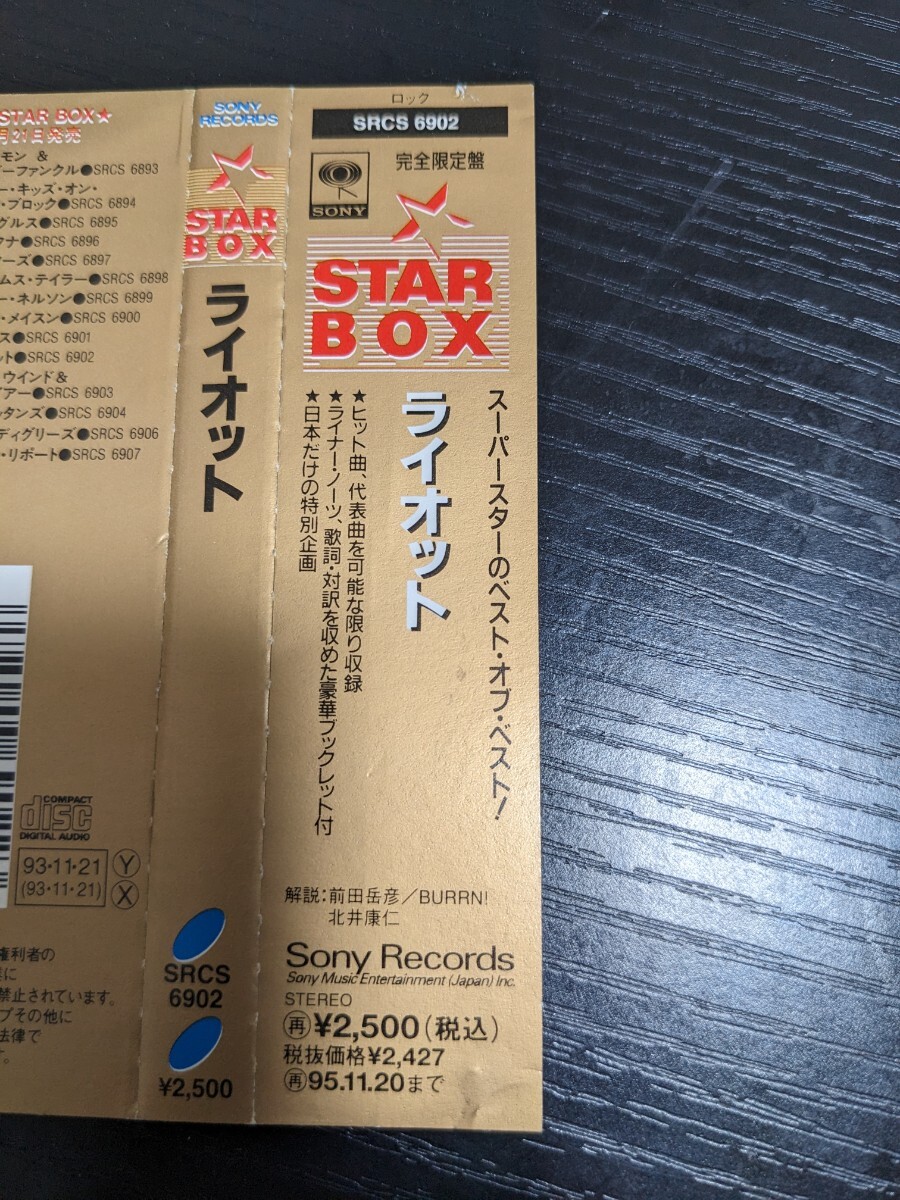 STAR BOX★
月21日発売
モン &
ーファンクル●SRCS 6893
ー・キッズ・オン・
・ブロック●SRCS 6894
グルス●SRCS 6895
クナ●SRCS 6896
ーズ●SRCS 6897
ムス・テイラー●SRCS 6898
ー・ネルソン●SRCS 6899
・メイスン●SRCS 6900
ス●SRCS 6901
ット●SRCS 6902
ウインド&
イアー●SRCS 6903
ッタンズ●SRCS 6904
ディグリーズ●SRCS 6906
・リポート●SRCS 6907
COMPACT
disc
DIGITAL AUDIO
93・11・21
(93・11・21)
Y
X
権利者の
に
禁止されています。
プその他に
法律で
す。
SONY
RECORDS
STAR
BOX
ライオット
SRCS
6902
¥2,500
ロック
SRCS 6902
SONY
完全限定盤
STAR
BOX
スーパースターのベスト・オブ・ベスト!
ライオット
★ヒット曲、代表曲を可能な限り収録
★ライナー・ノーツ、歌詞・対訳を収めた豪華ブックレット付
★日本だけの特別企画
解説:前田岳彦/BURRN!
北井康仁
Sony Records
Sony Music Entertainment (Japan) Inc.
STEREO
再¥2,500(税込)
税抜価格¥2,427
再95.11.20まで